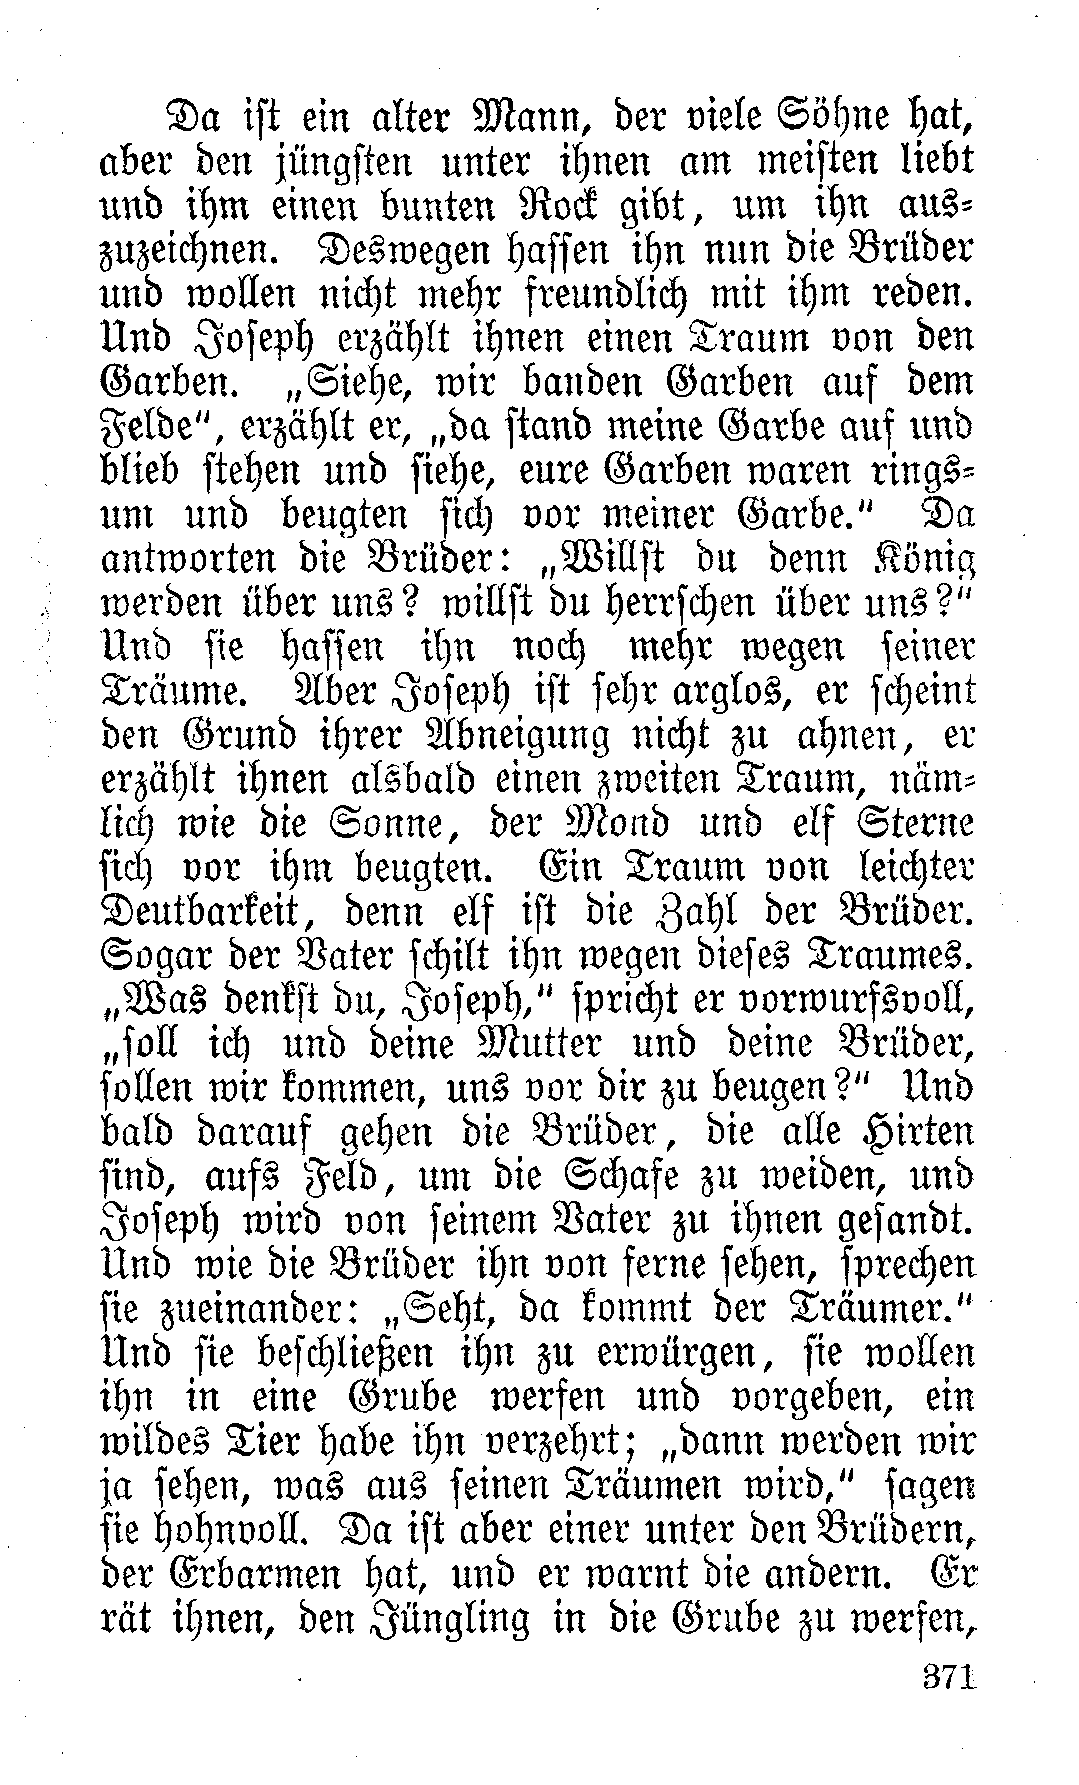 Da ist ein alter Mann, der viele Söhne hat,
aber den jüngsten unter ihnen am meisten liebt
und ihm einen bunten Rock gibt, um ihn aus-
zuzeichnen. Deswegen hassen ihn nun die Brüder
und wollen nicht mehr freundlich mit ihm reden.
Und Joseph erzählt ihnen einen Traum von den
Garben. „Siehe, wir banden Garben auf dem
Felde", erzählt er, „da stand meine Garbe auf und
blieb stehen und siehe, eure Garben waren rings-
um und beugten sich vor meiner Garbe." Da
antworten die Brüder: „Willst du denn König
werden über uns? willst du herrschen über uns?"
Und sie hassen ihn noch mehr wegen seiner
Träume. Aber Joseph ist sehr arglos, er scheint
den Grund ihrer Abneigung nicht zu ahnen, er
erzählt ihnen alsbald einen zweiten Traum, näm-
lich wie die Sonne, der Mond und elf Sterne
sich vor ihm beugten. Ein Traum von leichter
Deutbarkeit, denn elf ist die Zahl der Brüder.
Sogar der Vater schilt ihn wegen dieses Traumes.
„Was denkst du, Joseph," spricht er vorwurfsvoll,
„soll ich und deine Mutter und deine Brüder,
sollen wir kommen, uns vor dir zu beugen?" Und
bald darauf gehen die Brüder, die alle Hirten
sind, aufs Feld, um die Schafe zu weiden, und
Joseph wird von seinem Vater zu ihnen gesandt.
Und wie die Brüder ihn von ferne sehen, sprechen
sie zueinander: „Seht, da kommt der Träumer."
Und sie beschließen ihn zu erwürgen, sie wollen
ihn in eine Grube werfen und vorgeben, ein
wildes Tier habe ihn verzehrt; „dann werden wir
ja sehen, was aus seinen Träumen wird," sagen
sie hohnvoll. Da ist aber einer unter den Brüdern,
der Erbarmen hat, und er warnt die andern. Er
rät ihnen, den Jüngling in die Grube zu werfen,
371